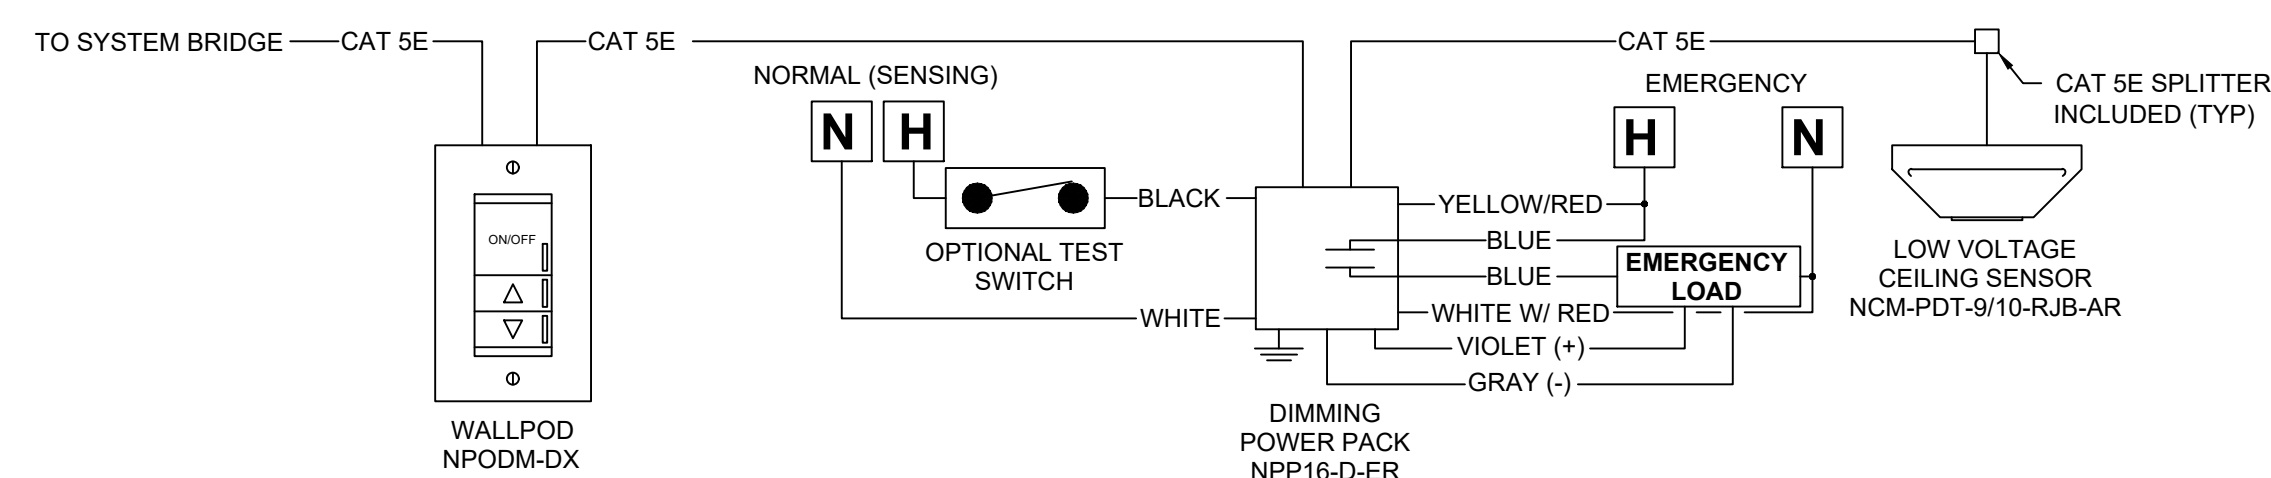 TO SYSTEM BRIDGE
CAT 5E
CAT 5E
CAT 5E
NORMAL (SENSING)
N
H
EMERGENCY
H
N
CAT 5E SPLITTER
INCLUDED (TYP)
ON/OFF
BLACK
OPTIONAL TEST
SWITCH
WHITE
YELLOW/RED
BLUE
BLUE
EMERGENCY
LOAD
WHITE W/ RED
VIOLET (+)
GRAY (-)
LOW VOLTAGE
CEILING SENSOR
NCM-PDT-9/10-RJB-AR
WALLPOD
NPODM-DX
DIMMING
POWER PACK
NPP16-D-ER